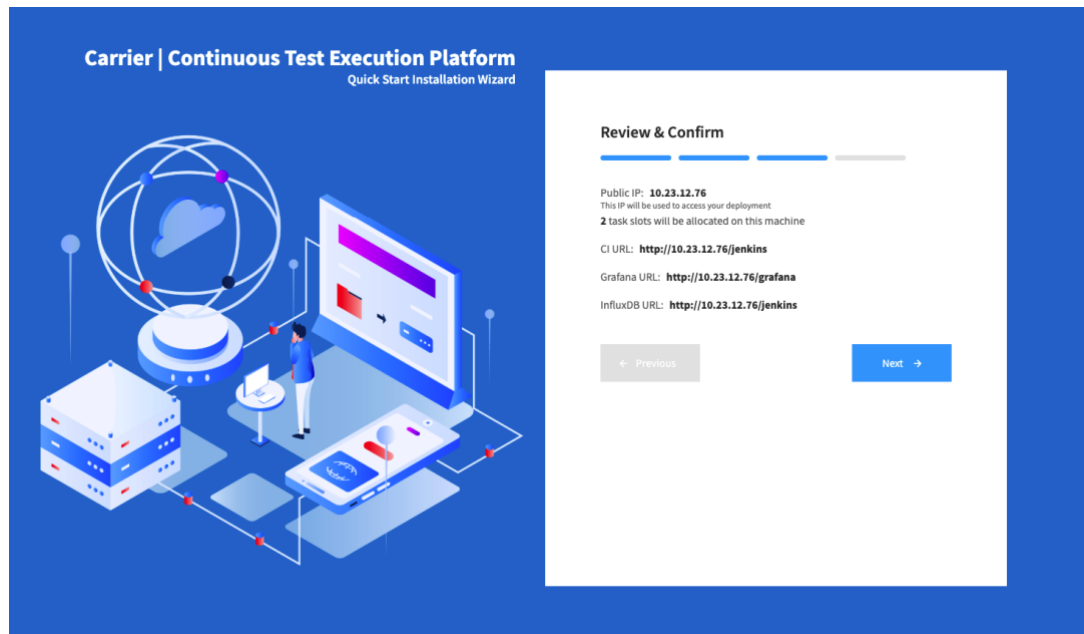 Carrier | Continuous Test Execution Platform
Quick Start Installation Wizard
Review & Confirm
Public IP: 10.23.12.76
This IP will be used to access your deployment
2 task slots will be allocated on this machine
CI URL: http://10.23.12.76/jenkins
Grafana URL: http://10.23.12.76/grafana
InfluxDB URL: http://10.23.12.76/jenkins
← Previous
Next →